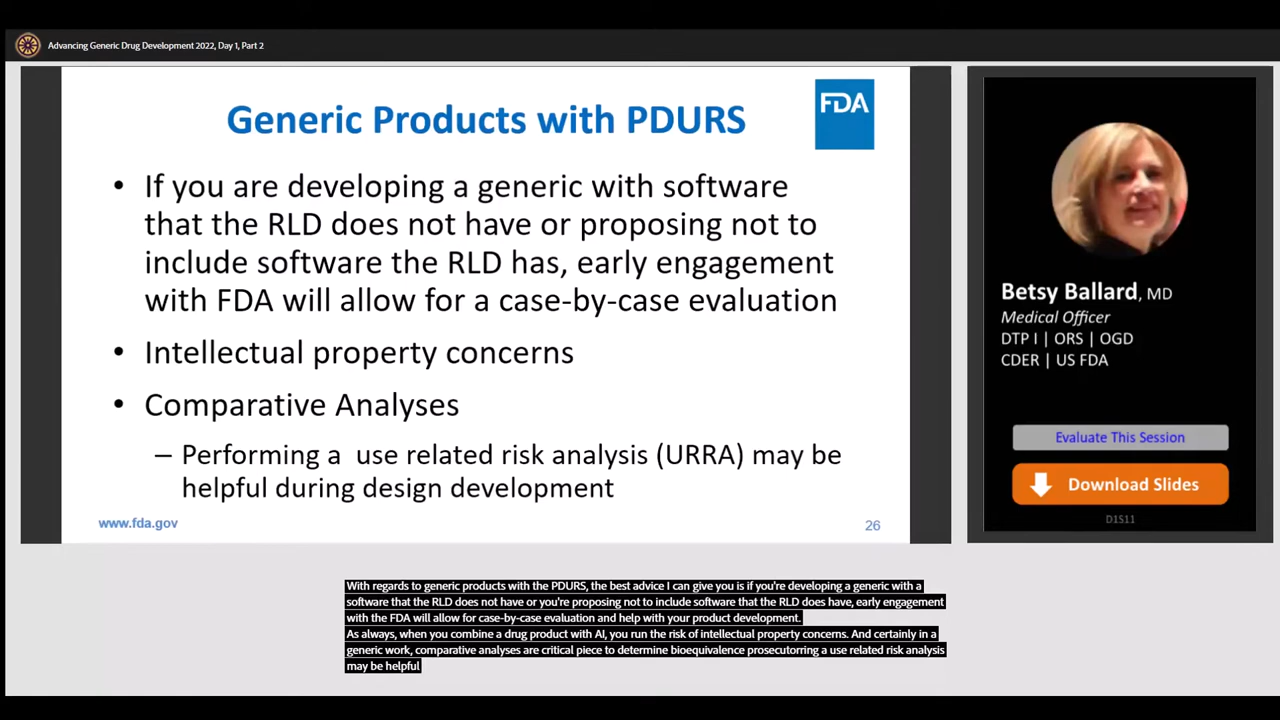 Advancing Generic Drug Development 2022, Day 1, Part 2
Generic Products with PDURS
FDA
• If you are developing a generic with software
that the RLD does not have or proposing not to
include software the RLD has, early engagement
with FDA will allow for a case-by-case evaluation
• Intellectual property concerns
• Comparative Analyses
– Performing a use related risk analysis (URRA) may be
helpful during design development
www.fda.gov
26
Betsy Ballard, MD
Medical Officer
DTP I | ORS | OGD
CDER | US FDA
Evaluate This Session
Download Slides
D1S11
With regards to generic products with the PDURS, the best advice I can give you is if you're developing a generic with a
software that the RLD does not have or you're proposing not to include software that the RLD does have, early engagement
with the FDA will allow for case-by-case evaluation and help with your product development.
As always, when you combine a drug product with AI, you run the risk of intellectual property concerns. And certainly in a
generic work, comparative analyses are critical piece to determine bioequivalence prosecutorring a use related risk analysis
may be helpful